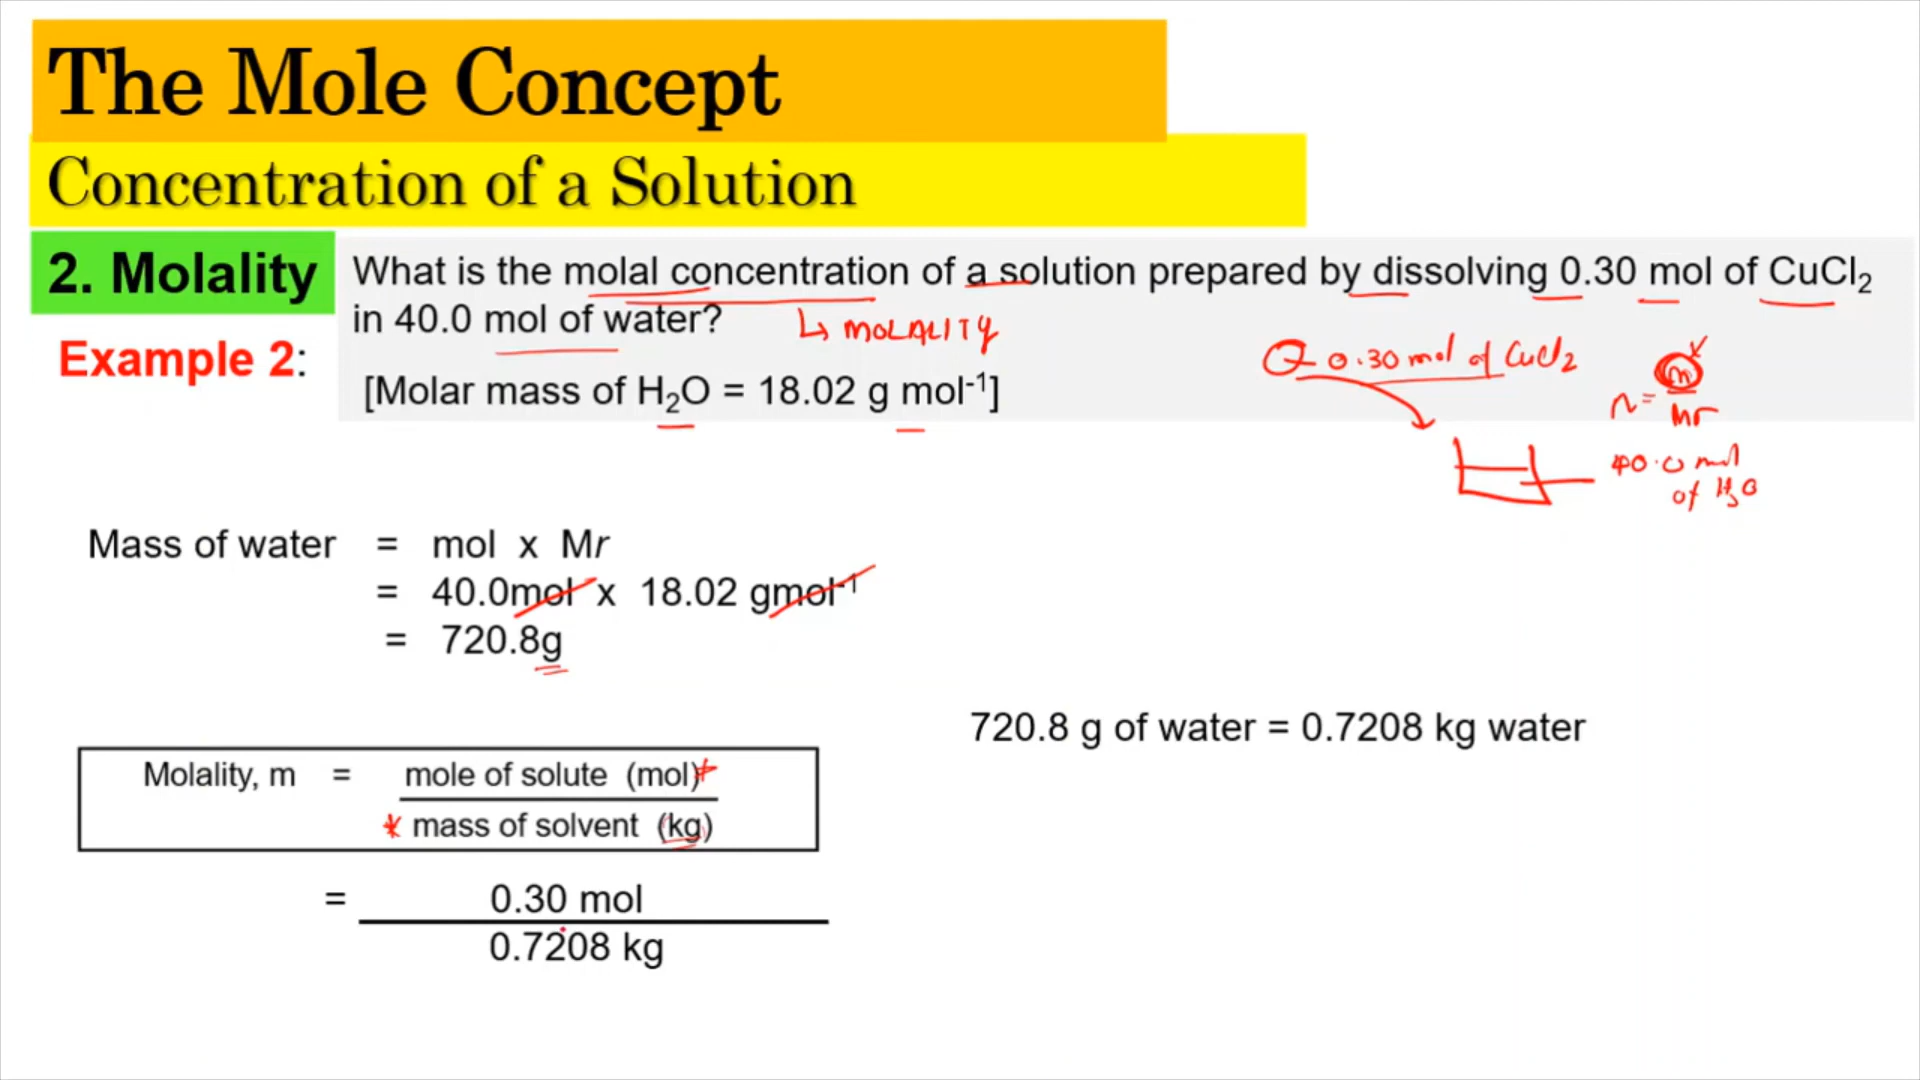 The Mole Concept
Concentration of a Solution
2. Molality
What is the molal concentration of a solution prepared by dissolving 0.30 mol of CuCl₂
in 40.0 mol of water?
↳ MOLALITY
Example 2:
[Molar mass of H₂O = 18.02 g mol⁻¹]
0.30 mol of CuCl₂
n = m
Mr
40.0 mol
of H₂O
Mass of water = mol x Mr
= 40.0mol x 18.02 gmol⁻¹
= 720.8g
720.8 g of water = 0.7208 kg water
Molality, m = mole of solute (mol)*
* mass of solvent (kg)
= 0.30 mol
0.7208 kg